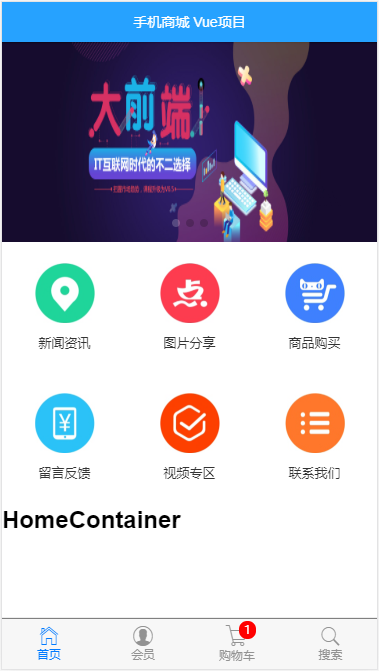 手机商城 Vue项目
大前端
IT互联网时代的不二选择
新闻资讯
图片分享
商品购买
留言反馈
视频专区
联系我们
HomeContainer
1
首页
会员
购物车
搜索